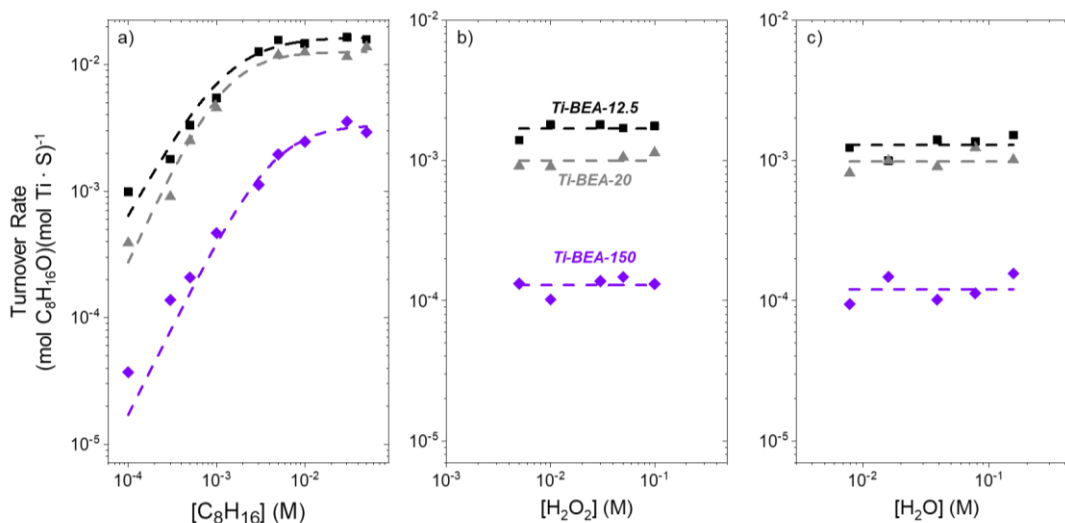 a)
b)
c)
Turnover Rate
(mol C₈H₁₆O)(mol Ti · S)⁻¹
10⁻²
10⁻³
10⁻⁴
10⁻⁵
10⁻⁴
10⁻³
10⁻²
[C₈H₁₆] (M)
10⁻²
10⁻³
10⁻⁴
10⁻⁵
Ti-BEA-12.5
Ti-BEA-20
Ti-BEA-150
10⁻³
10⁻²
10⁻¹
[H₂O₂] (M)
10⁻²
10⁻³
10⁻⁴
10⁻⁵
10⁻²
10⁻¹
[H₂O] (M)